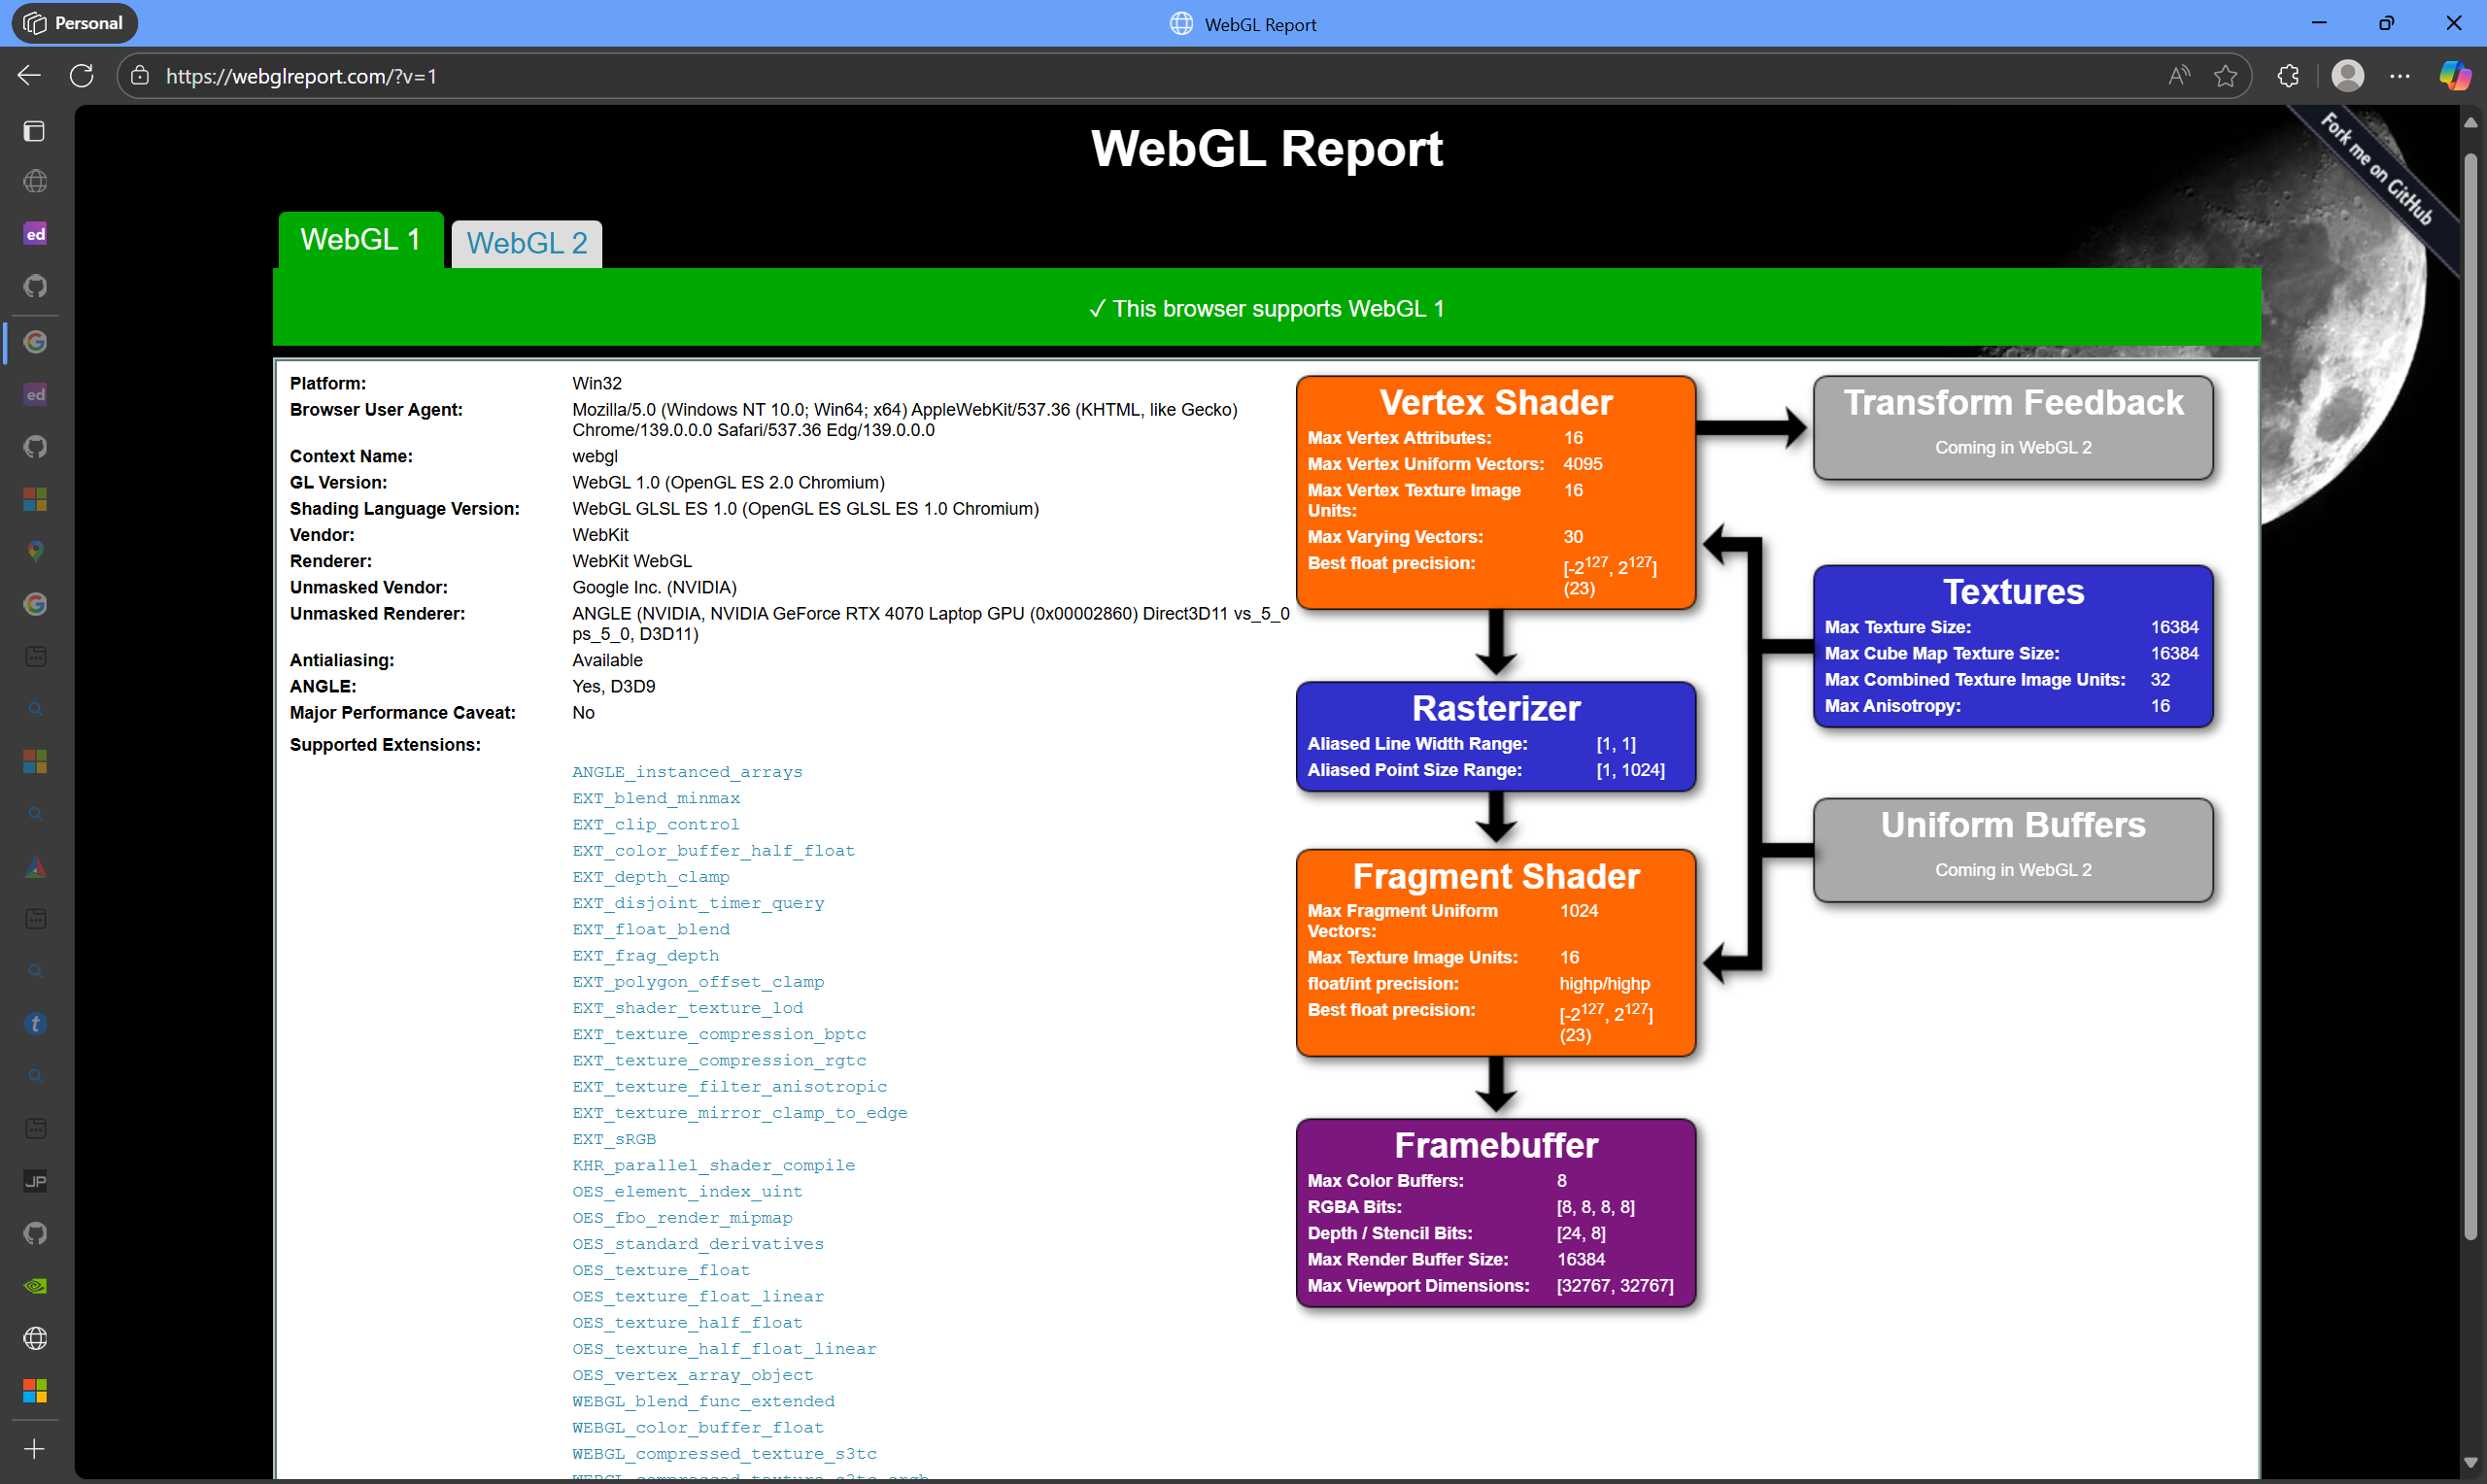 Personal
WebGL Report
https://webglreport.com/?v=1
WebGL Report
Fork me on GitHub
WebGL 1
WebGL 2
✓ This browser supports WebGL 1
Platform: Win32
Browser User Agent: Mozilla/5.0 (Windows NT 10.0; Win64; x64) AppleWebKit/537.36 (KHTML, like Gecko)
Chrome/139.0.0.0 Safari/537.36 Edg/139.0.0.0
Context Name: webgl
GL Version: WebGL 1.0 (OpenGL ES 2.0 Chromium)
Shading Language Version: WebGL GLSL ES 1.0 (OpenGL ES GLSL ES 1.0 Chromium)
Vendor: WebKit
Renderer: WebKit WebGL
Unmasked Vendor: Google Inc. (NVIDIA)
Unmasked Renderer: ANGLE (NVIDIA, NVIDIA GeForce RTX 4070 Laptop GPU (0x00002860) Direct3D11 vs_5_0
ps_5_0, D3D11)
Antialiasing: Available
ANGLE: Yes, D3D9
Major Performance Caveat: No
Supported Extensions:
ANGLE_instanced_arrays
EXT_blend_minmax
EXT_clip_control
EXT_color_buffer_half_float
EXT_depth_clamp
EXT_disjoint_timer_query
EXT_float_blend
EXT_frag_depth
EXT_polygon_offset_clamp
EXT_shader_texture_lod
EXT_texture_compression_bptc
EXT_texture_compression_rgtc
EXT_texture_filter_anisotropic
EXT_texture_mirror_clamp_to_edge
EXT_sRGB
KHR_parallel_shader_compile
OES_element_index_uint
OES_fbo_render_mipmap
OES_standard_derivatives
OES_texture_float
OES_texture_float_linear
OES_texture_half_float
OES_texture_half_float_linear
OES_vertex_array_object
WEBGL_blend_func_extended
WEBGL_color_buffer_float
WEBGL_compressed_texture_s3tc
Vertex Shader
Max Vertex Attributes: 16
Max Vertex Uniform Vectors: 4095
Max Vertex Texture Image 16
Units:
Max Varying Vectors: 30
Best float precision: [-2¹²⁷, 2¹²⁷]
(23)
Transform Feedback
Coming in WebGL 2
Rasterizer
Aliased Line Width Range: [1, 1]
Aliased Point Size Range: [1, 1024]
Textures
Max Texture Size: 16384
Max Cube Map Texture Size: 16384
Max Combined Texture Image Units: 32
Max Anisotropy: 16
Fragment Shader
Max Fragment Uniform 1024
Vectors:
Max Texture Image Units: 16
float/int precision: highp/highp
Best float precision: [-2¹²⁷, 2¹²⁷]
(23)
Uniform Buffers
Coming in WebGL 2
Framebuffer
Max Color Buffers: 8
RGBA Bits: [8, 8, 8, 8]
Depth / Stencil Bits: [24, 8]
Max Render Buffer Size: 16384
Max Viewport Dimensions: [32767, 32767]
ed
ed
t
JP